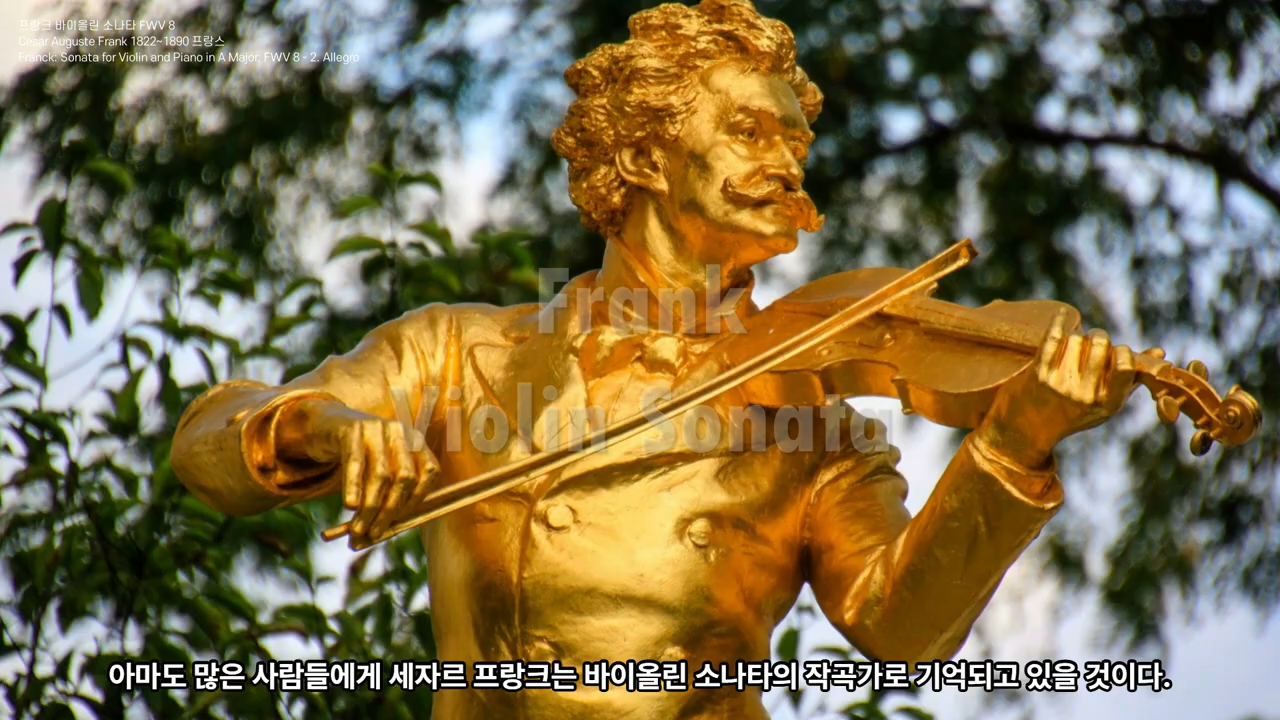 프랑크 바이올린 소나타 FWV 8
César Auguste Frank 1822~1890 프랑스
Franck: Sonata for Violin and Piano in A Major, FWV 8 - 2. Allegro
Frank
Violin Sonata
아마도 많은 사람들에게 세자르 프랑크는 바이올린 소나타의 작곡가로 기억되고 있을 것이다.